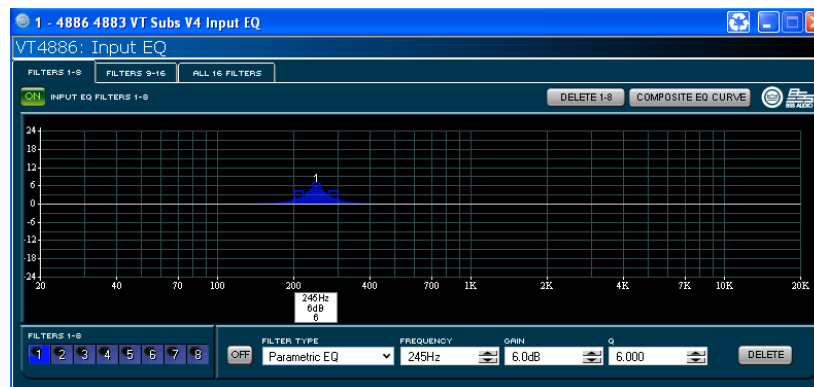 1 - 4886 4883 VT Subs V4 Input EQ
VT4886: Input EQ
FILTERS 1-8 FILTERS 9-16 ALL 16 FILTERS
ON INPUT EQ FILTERS 1-8 DELETE 1-8 COMPOSITE EQ CURVE BSS AUDIO
24
18
12
6
0
-6
-12
-18
-24
1
20 40 70 100 200 400 700 1K 2K 4K 7K 10K 20K
245Hz
6dB
6
FILTERS 1-8
1 2 3 4 5 6 7 8
OFF
FILTER TYPE FREQUENCY GAIN Q
Parametric EQ 245Hz 6.0dB 6.000 DELETE